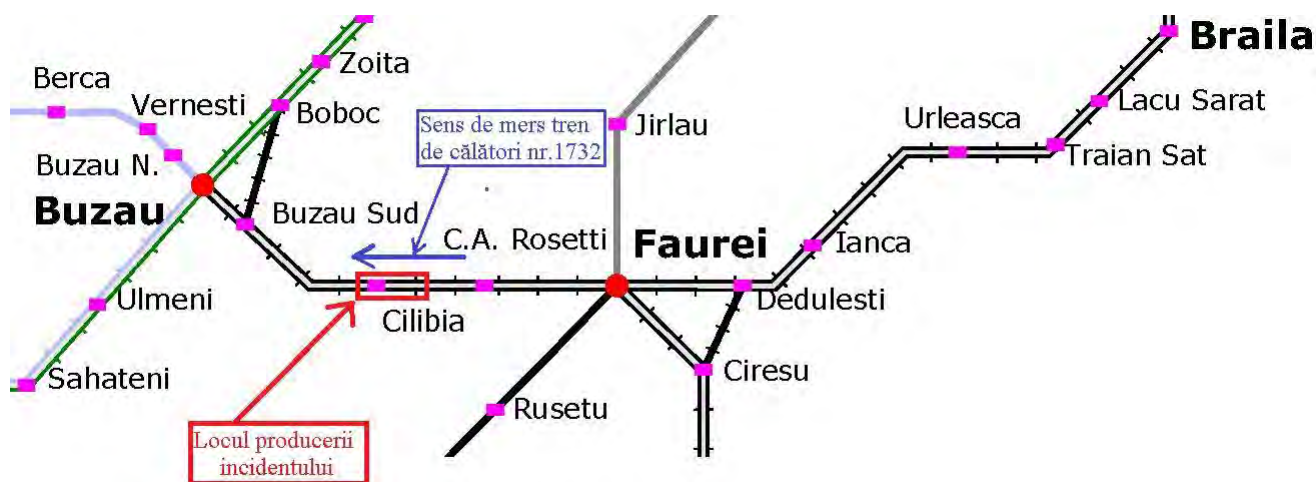 Braila
Zoita
Berca
Vernesti
Boboc
Lacu Sarat
Sens de mers tren
de călători nr.1732
Jirlau
Urleasca
Traian Sat
Buzau N.
Buzau
Buzau Sud
C.A. Rosetti
Faurei
Ianca
Ulmeni
Cilibia
Dedulesti
Sahateni
Ciresu
Rusetu
Locul producerii
incidentului